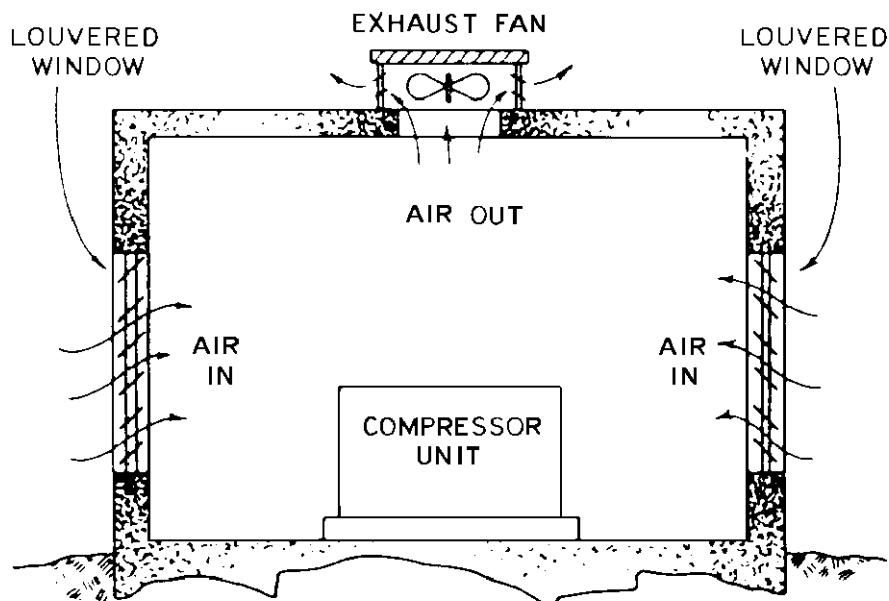 EXHAUST FAN
LOUVERED
WINDOW
LOUVERED
WINDOW
AIR OUT
AIR
IN
AIR
IN
COMPRESSOR
UNIT